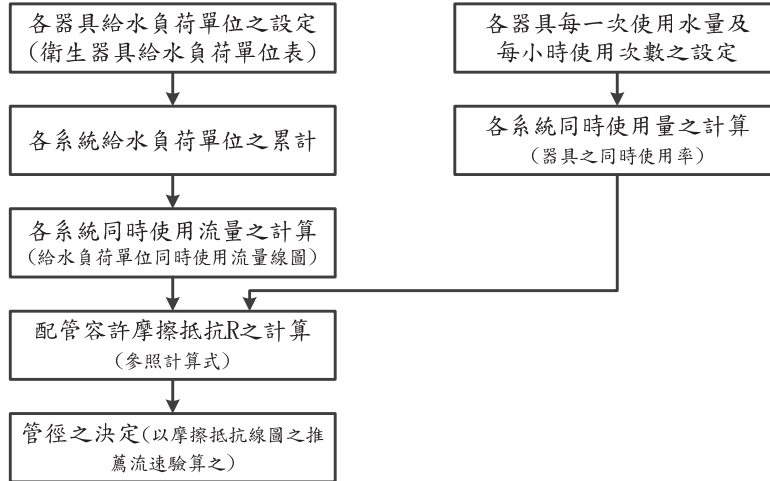 各器具給水負荷單位之設定
(衛生器具給水負荷單位表)
各器具每一次使用水量及
每小時使用次數之設定
各系統給水負荷單位之累計
各系統同時使用量之計算
(器具之同時使用率)
各系統同時使用流量之計算
(給水負荷單位同時使用流量線圖)
配管容許摩擦抵抗R之計算
(參照計算式)
管徑之決定(以摩擦抵抗線圖之推
薦流速驗算之)